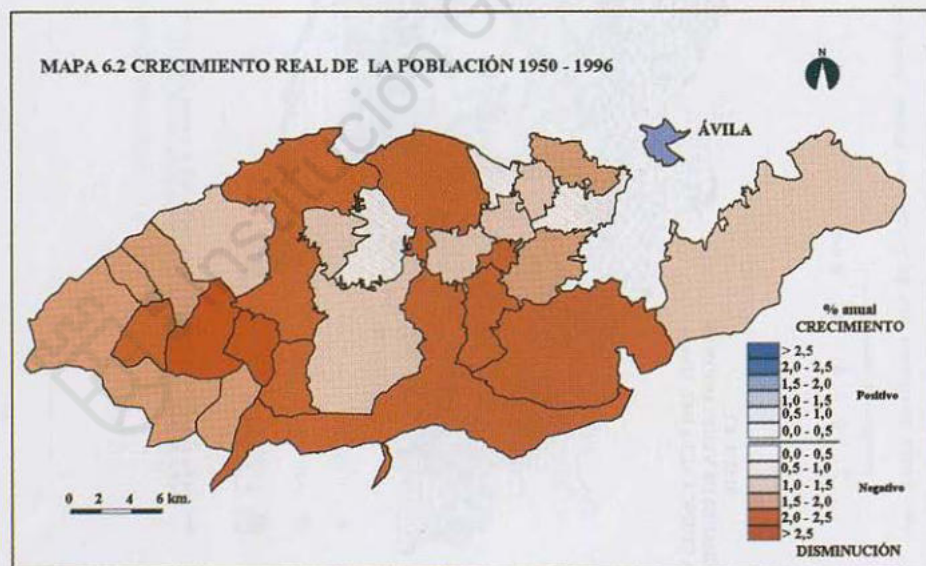 MAPA 6.2 CRECIMIENTO REAL DE LA POBLACIÓN 1950 - 1996
N
ÁVILA
% anual
CRECIMIENTO
> 2,5
2,0 - 2,5
1,5 - 2,0
1,0 - 1,5
0,5 - 1,0
0,0 - 0,5
Positivo
0,0 - 0,5
0,5 - 1,0
1,0 - 1,5
1,5 - 2,0
2,0 - 2,5
> 2,5
Negativo
DISMINUCIÓN
0 2 4 6 km.
Institucion Gr